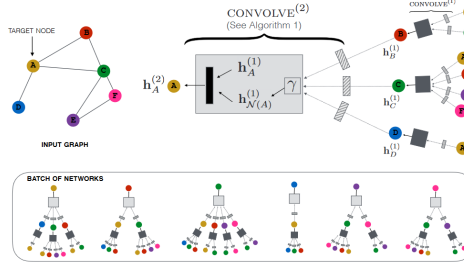 CONVOLVE(2)
(See Algorithm 1)
CONVOLVE(1)
TARGET NODE
B
A
C
F
D
E
INPUT GRAPH
h_A^(2)
A
h_A^(1)
h_N(A)^(1)
γ
B
h_B^(1)
C
h_C^(1)
D
h_D^(1)
A
A
B
E
F
A
BATCH OF NETWORKS